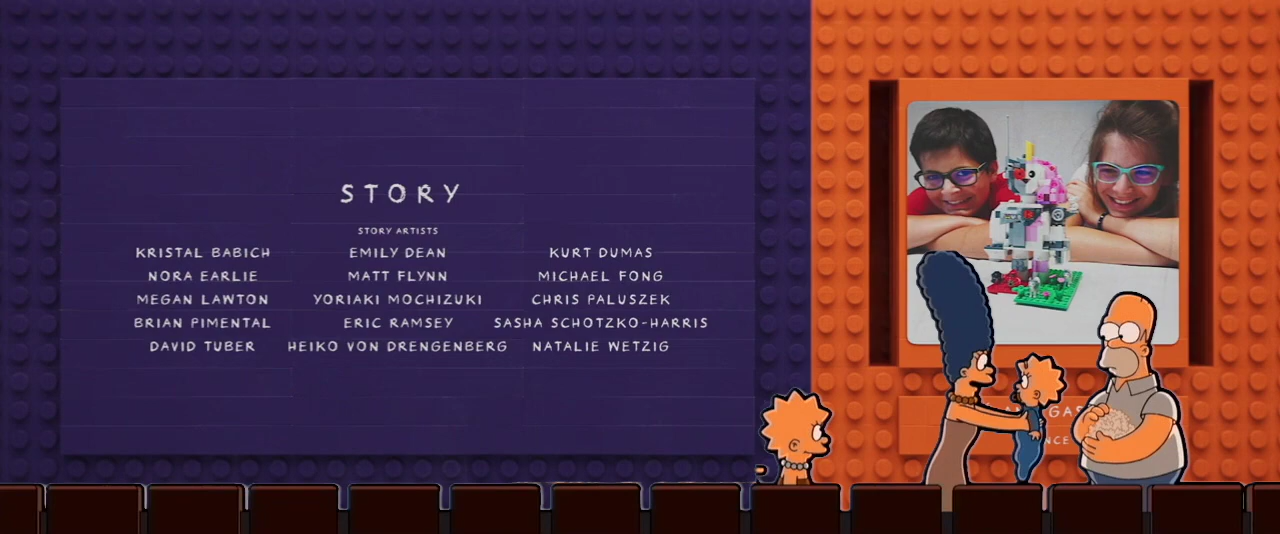 STORY
STORY ARTISTS
KRISTAL BABICH EMILY DEAN KURT DUMAS
NORA EARLIE MATT FLYNN MICHAEL FONG
MEGAN LAWTON YORIAKI MOCHIZUKI CHRIS PALUSZEK
BRIAN PIMENTAL ERIC RAMSEY SASHA SCHOTZKO-HARRIS
DAVID TUBER HEIKO VON DRENGENBERG NATALIE WETZIG